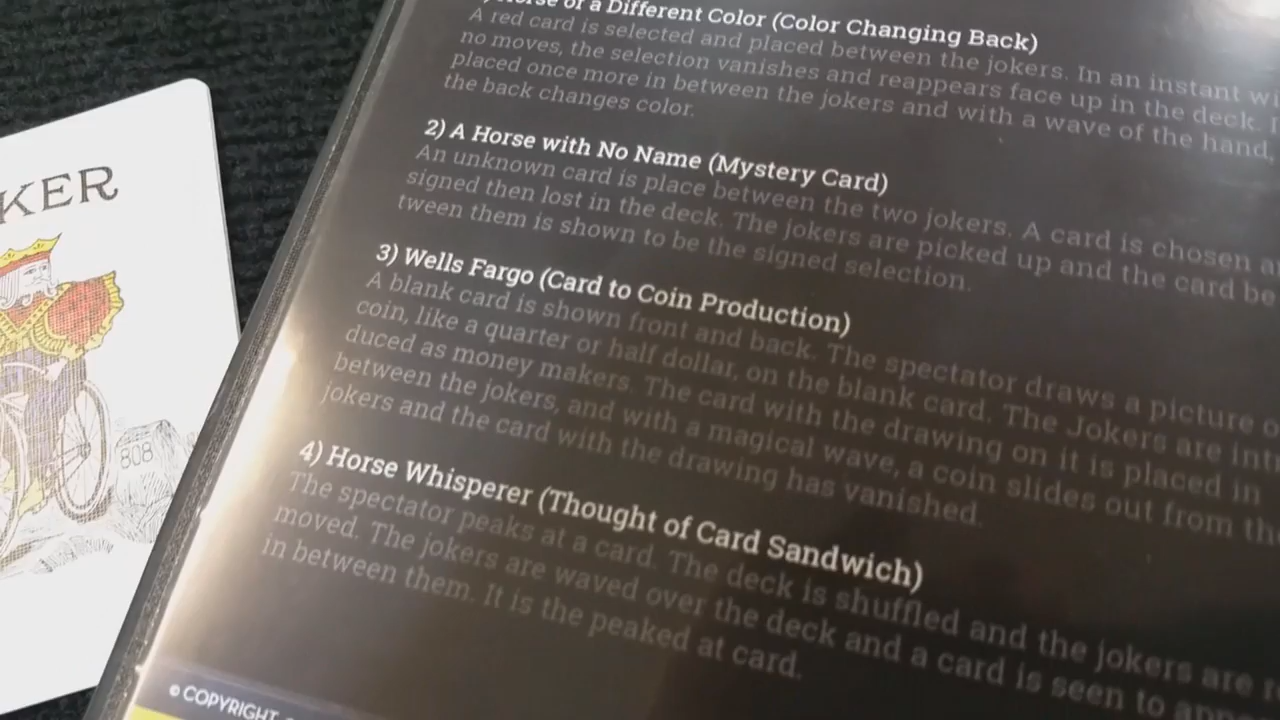 Horse of a Different Color (Color Changing Back)
A red card is selected and placed between the jokers. In an instant
no moves, the selection vanishes and reappears face up in the deck.
placed once more in between the jokers and with a wave of the hand,
the back changes color.
2) A Horse with No Name (Mystery Card)
An unknown card is place between the two jokers. A card is chosen
signed then lost in the deck. The jokers are picked up and the card be
tween them is shown to be the signed selection.
3) Wells Fargo (Card to Coin Production)
A blank card is shown front and back. The spectator draws a picture
coin, like a quarter or half dollar, on the blank card. The Jokers are
duced as money makers. The card with the drawing on it is placed in
between the jokers, and with a magical wave, a coin slides out from
jokers and the card with the drawing has vanished.
4) Horse Whisperer (Thought of Card Sandwich)
The spectator peaks at a card. The deck is shuffled and the jokers are
moved. The jokers are waved over the deck and a card is seen to
in between them. It is the peaked at card.
© COPYRIGHT
KER
808